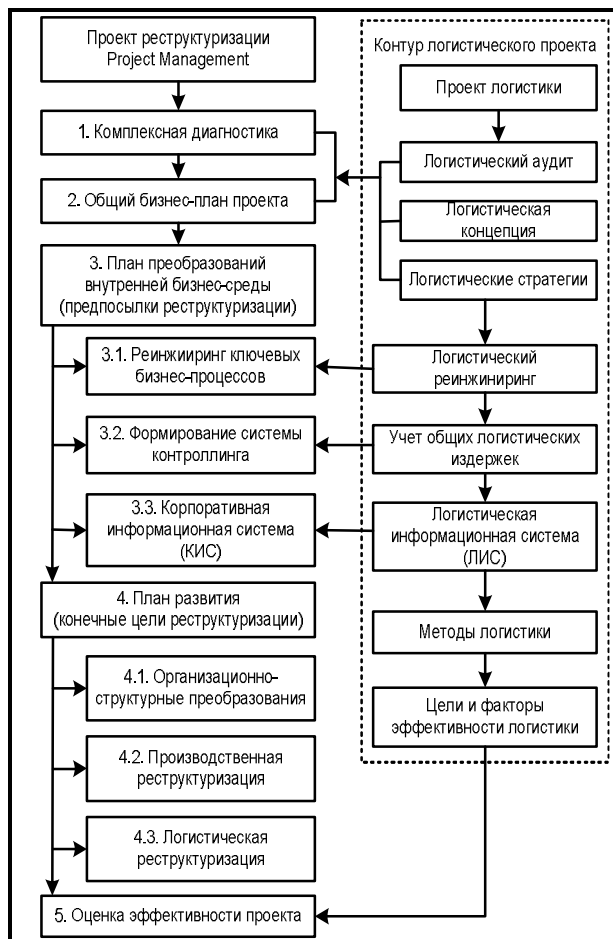 Проект реструктуризации
Project Management
1. Комплексная диагностика
2. Общий бизнес-план проекта
3. План преобразований
внутренней бизнес-среды
(предпосылки реструктуризации)
3.1. Реинжииринг ключевых
бизнес-процессов
3.2. Формирование системы
контроллинга
3.3. Корпоративная
информационная система
(КИС)
4. План развития
(конечные цели реструктуризации)
4.1. Организационно-
структурные преобразования
4.2. Производственная
реструктуризация
4.3. Логистическая
реструктуризация
5. Оценка эффективности проекта
Контур логистического проекта
Проект логистики
Логистический аудит
Логистическая
концепция
Логистические стратегии
Логистический
реинжиниринг
Учет общих логистических
издержек
Логистическая
информационная система
(ЛИС)
Методы логистики
Цели и факторы
эффективности логистики